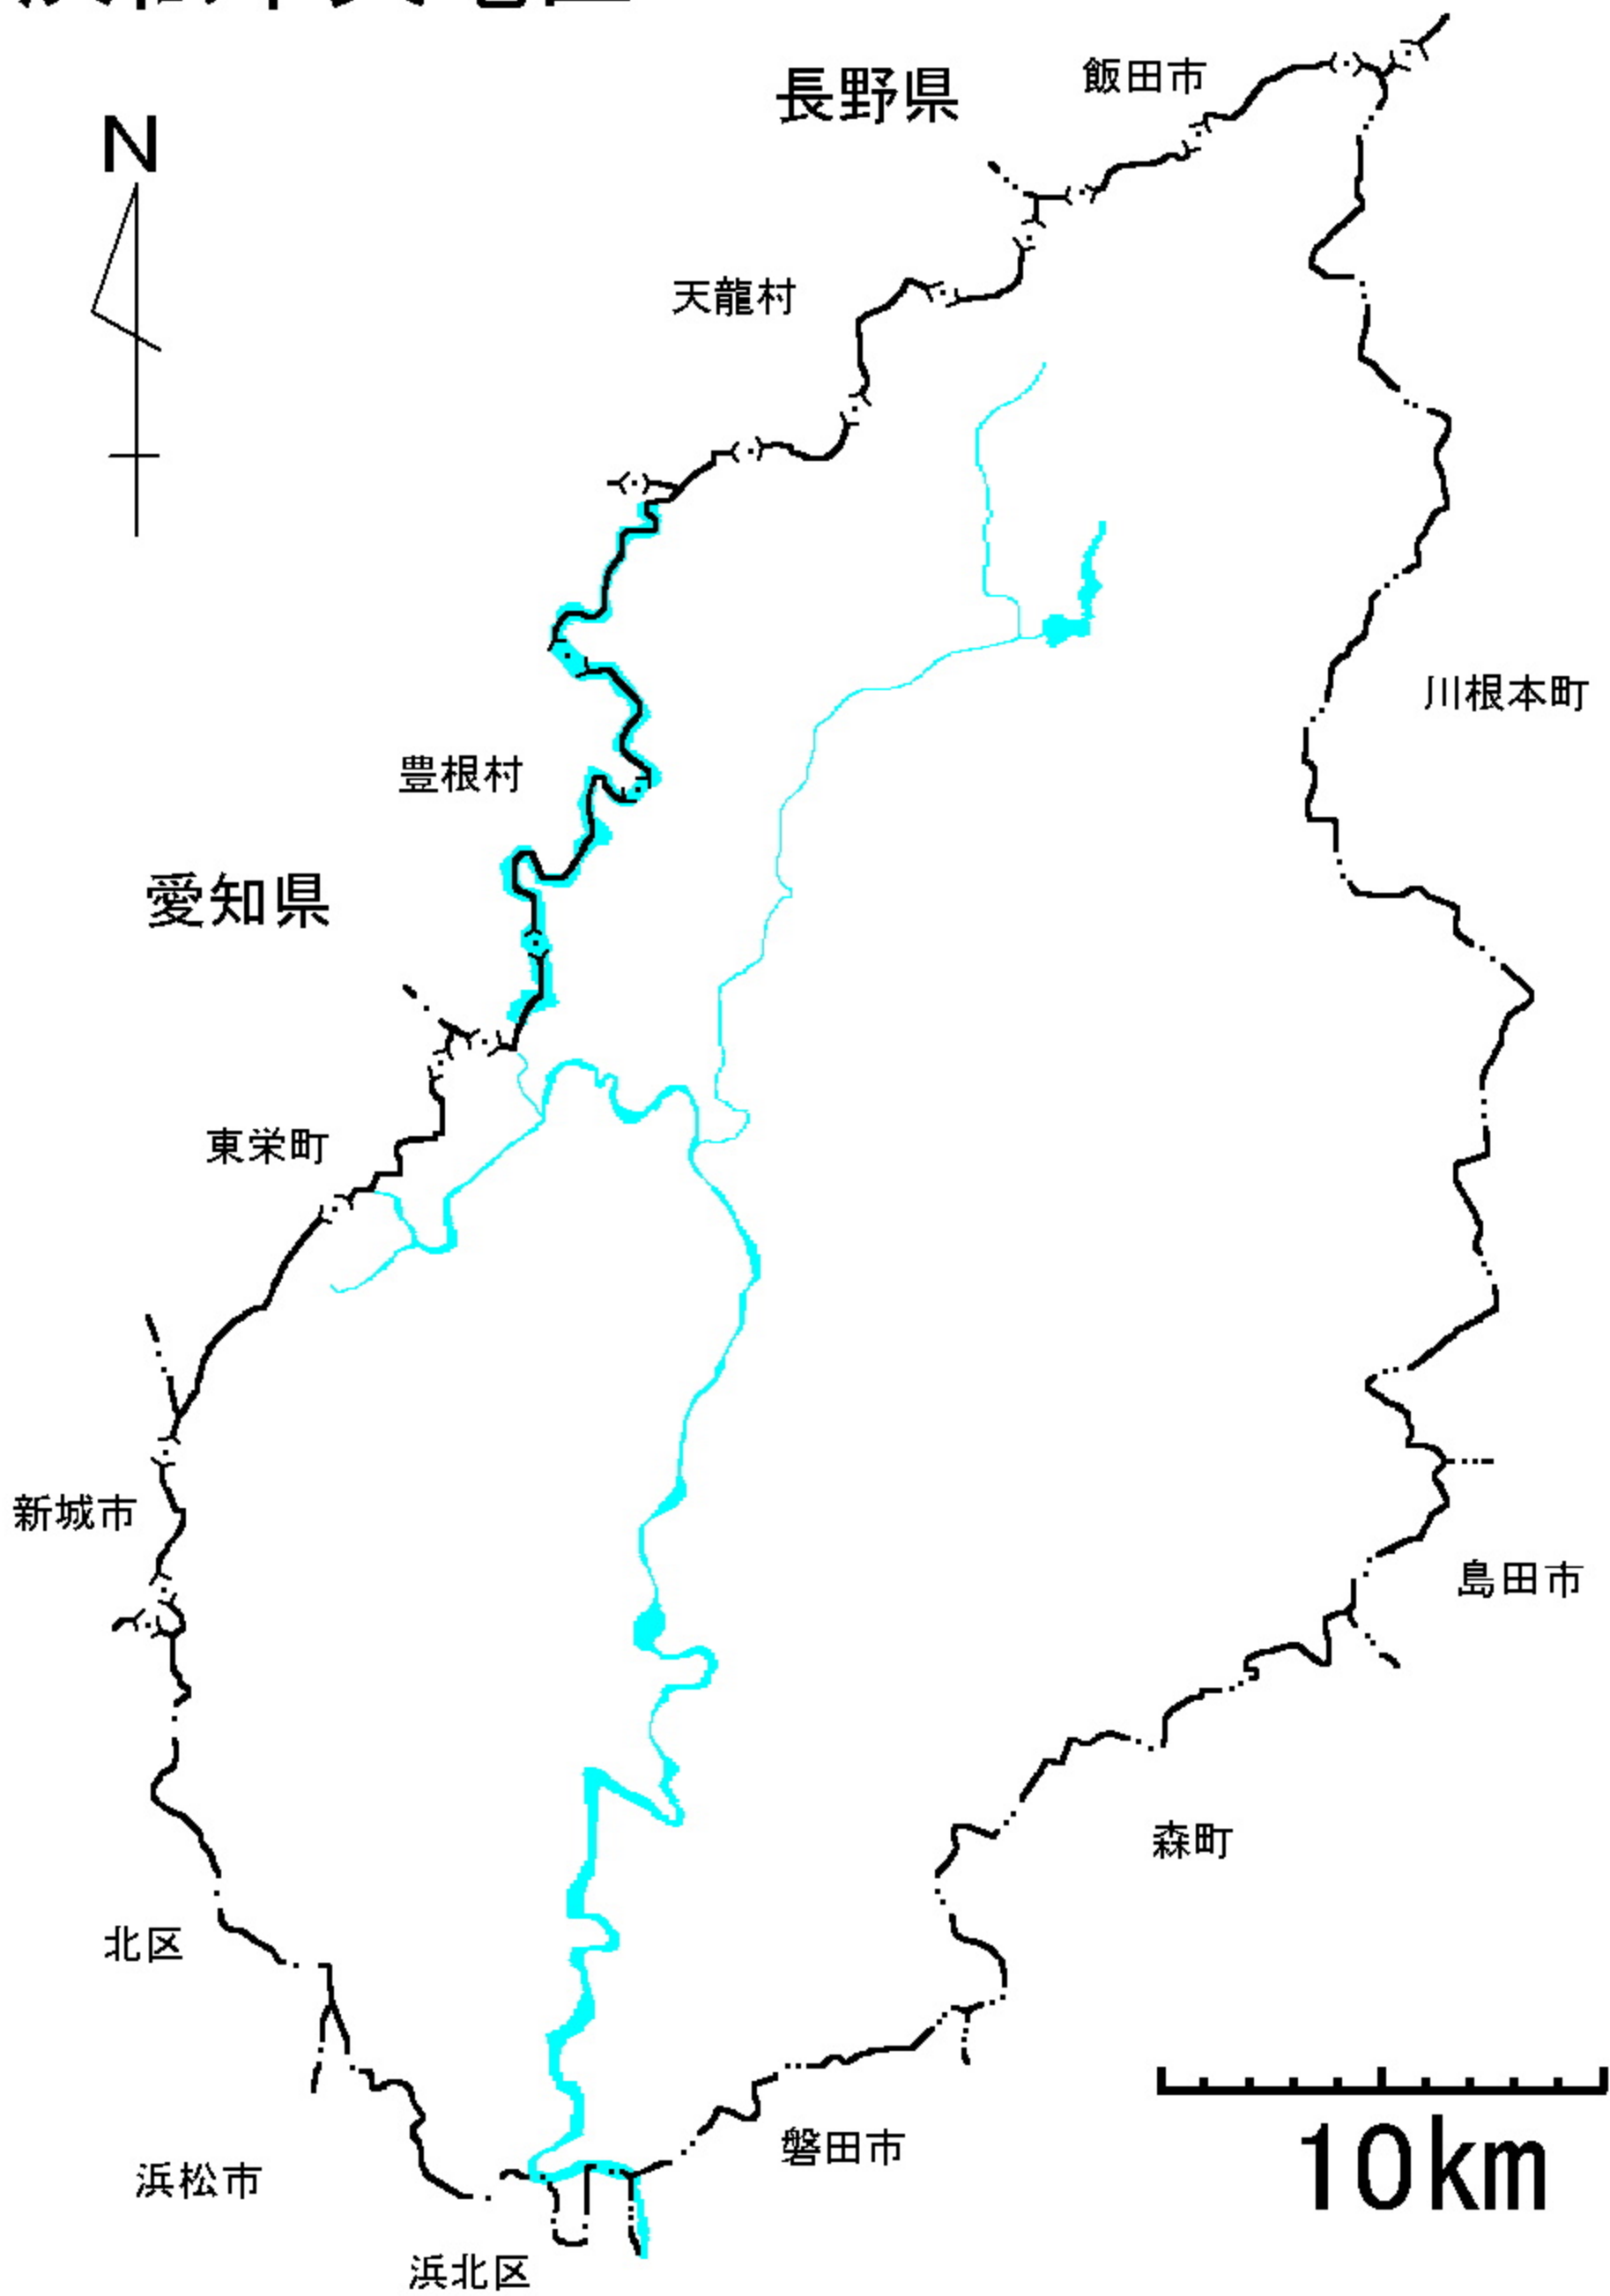 長野県
飯田市
N
天龍村
川根本町
豊根村
愛知県
東栄町
新城市
島田市
森町
北区
磐田市
10km
浜松市
浜北区